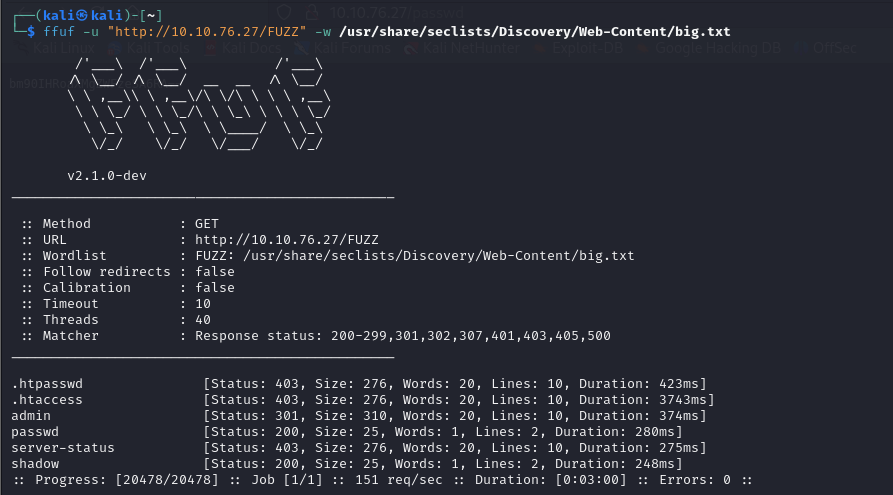 (kali㉿kali)-[~]
$ ffuf -u "http://10.10.76.27/FUZZ" -w /usr/share/seclists/Discovery/Web-Content/big.txt
v2.1.0-dev
:: Method : GET
:: URL : http://10.10.76.27/FUZZ
:: Wordlist : FUZZ: /usr/share/seclists/Discovery/Web-Content/big.txt
:: Follow redirects : false
:: Calibration : false
:: Timeout : 10
:: Threads : 40
:: Matcher : Response status: 200-299,301,302,307,401,403,405,500
.htpasswd [Status: 403, Size: 276, Words: 20, Lines: 10, Duration: 423ms]
.htaccess [Status: 403, Size: 276, Words: 20, Lines: 10, Duration: 3743ms]
admin [Status: 301, Size: 310, Words: 20, Lines: 10, Duration: 374ms]
passwd [Status: 200, Size: 25, Words: 1, Lines: 2, Duration: 280ms]
server-status [Status: 403, Size: 276, Words: 20, Lines: 10, Duration: 275ms]
shadow [Status: 200, Size: 25, Words: 1, Lines: 2, Duration: 248ms]
:: Progress: [20478/20478] :: Job [1/1] :: 151 req/sec :: Duration: [0:03:00] :: Errors: 0 ::